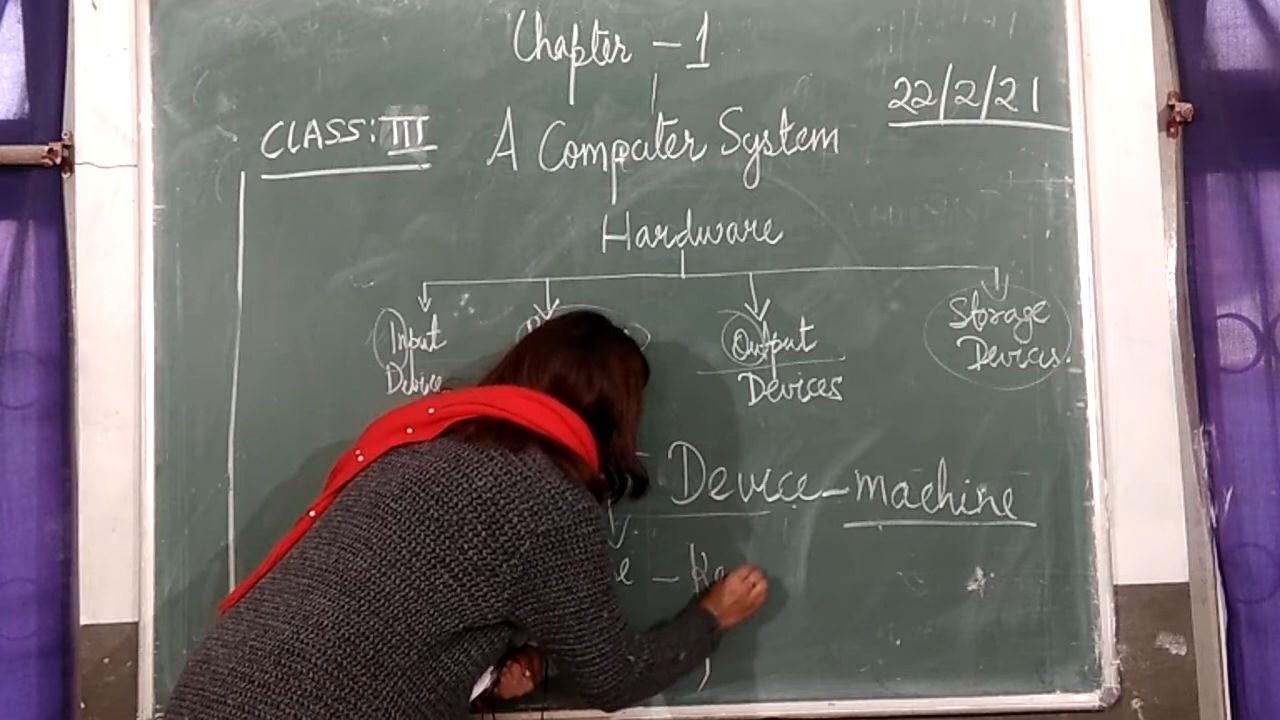 Chapter - 1
22/2/21
CLASS: III
A Computer System
Hardware
Input
Device
Output
Devices
Storage
Devices.
Device - machine